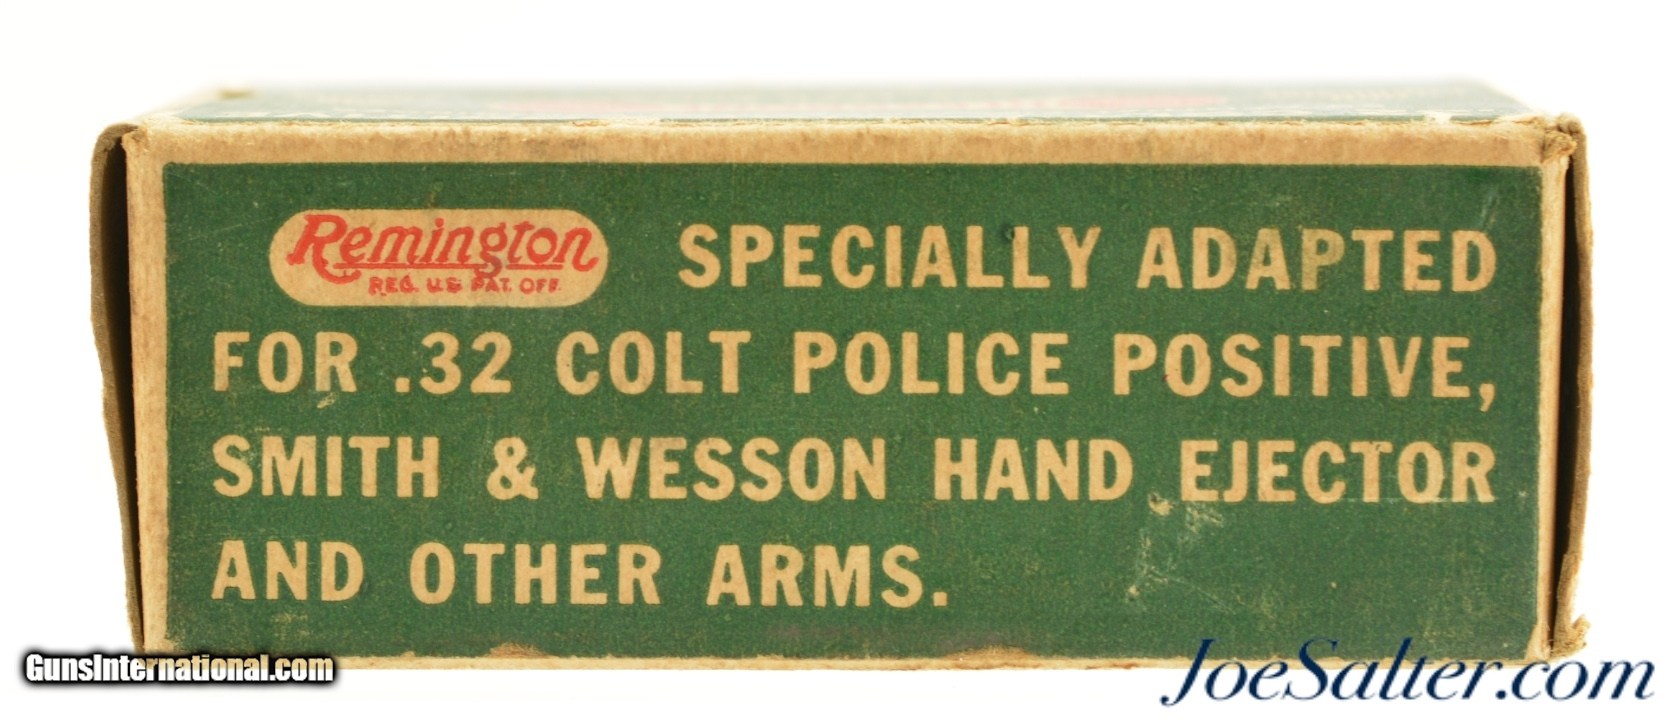 Remington SPECIALLY ADAPTED
REG. U.S. PAT. OFF.
FOR .32 COLT POLICE POSITIVE,
SMITH & WESSON HAND EJECTOR
AND OTHER ARMS.
GunsInternational.com
JoeSalter.com